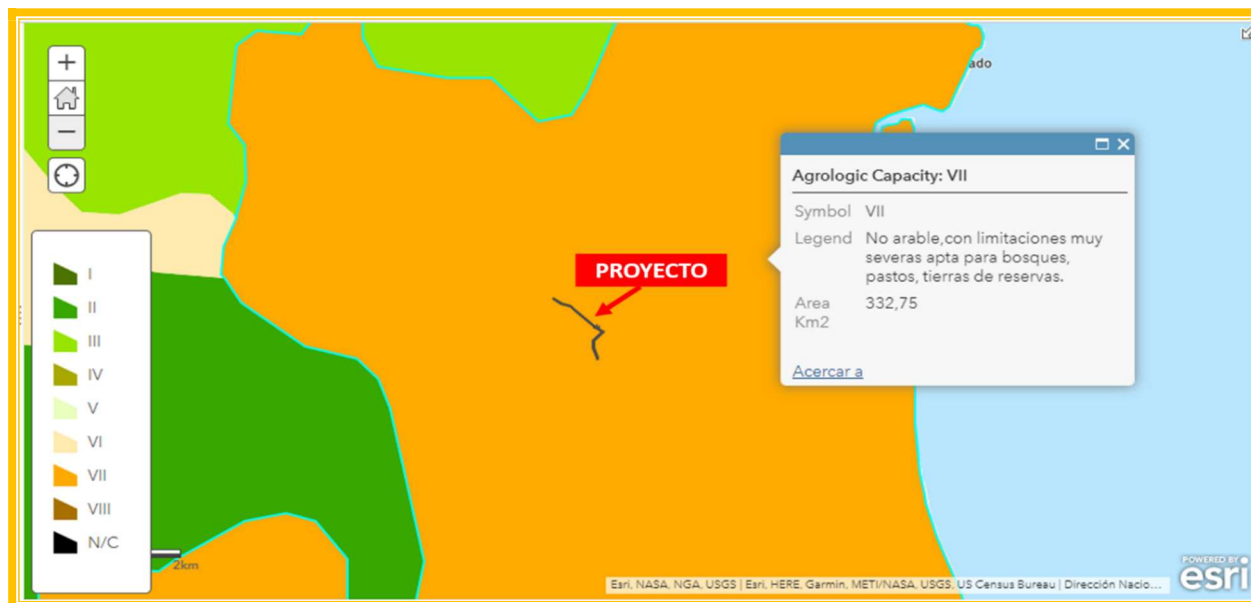 +
−
ado
Agrologic Capacity: VII
Symbol VII
Legend No arable,con limitaciones muy
severas apta para bosques,
pastos, tierras de reservas.
Area 332,75
Km2
Acercar a
PROYECTO
I
II
III
IV
V
VI
VII
VIII
N/C
2km
Esri, NASA, NGA, USGS | Esri, HERE, Garmin, METI/NASA, USGS, US Census Bureau | Dirección Nacio...
POWERED BY
esri